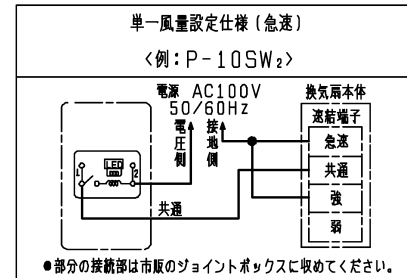 単一風量設定仕様（急速）
〈例：P-10SW₂〉
電源 AC100V
50/60Hz
電圧側
接地側
換気扇本体
速結端子
急速
共通
強
弱
LED
1
2
共通
●部分の接続部は市販のジョイントボックスに収めてください。